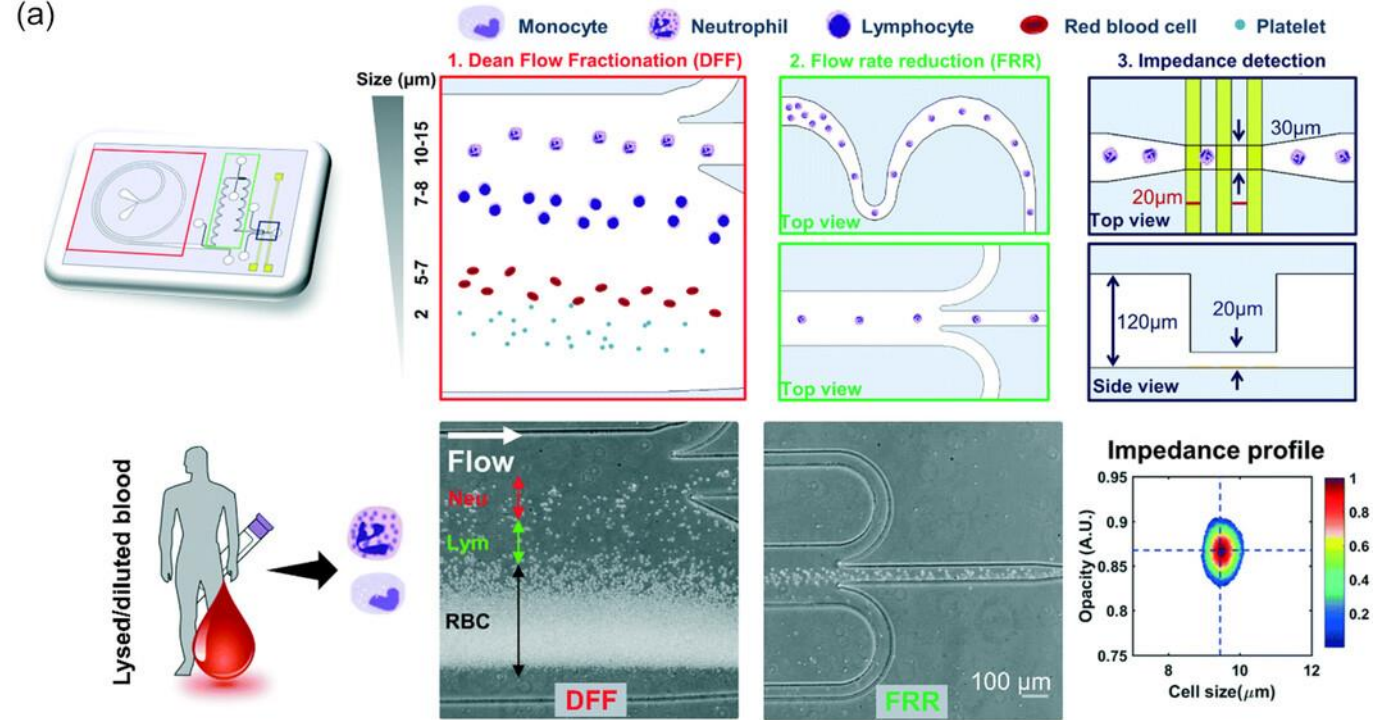 (a)
Monocyte
Neutrophil
Lymphocyte
Red blood cell
Platelet
Size (µm)
10-15
7-8
5-7
2
1. Dean Flow Fractionation (DFF)
2. Flow rate reduction (FRR)
Top view
Top view
3. Impedance detection
30µm
20µm
Top view
120µm
20µm
Side view
Lysed/diluted blood
Flow
Neu
Lym
RBC
DFF
FRR
100 µm
Impedance profile
Opacity (A.U.)
0.95
0.9
0.85
0.8
0.75
8
10
12
Cell size(µm)
1
0.8
0.6
0.4
0.2